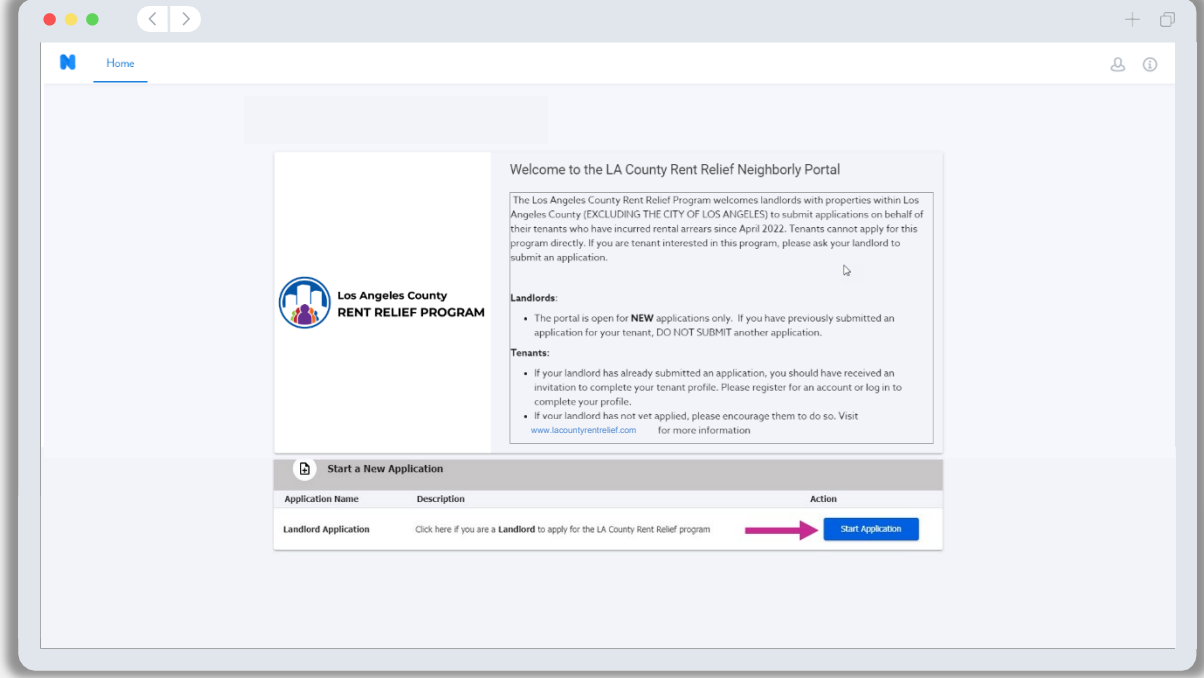 Home
Welcome to the LA County Rent Relief Neighborly Portal
The Los Angeles County Rent Relief Program welcomes landlords with properties within Los
Angeles County (EXCLUDING THE CITY OF LOS ANGELES) to submit applications on behalf of
their tenants who have incurred rental arrears since April 2022. Tenants cannot apply for this
program directly. If you are tenant interested in this program, please ask your landlord to
submit an application.
Los Angeles County
RENT RELIEF PROGRAM
Landlords:
• The portal is open for NEW applications only. If you have previously submitted an
application for your tenant, DO NOT SUBMIT another application.
Tenants:
• If your landlord has already submitted an application, you should have received an
invitation to complete your tenant profile. Please register for an account or log in to
complete your profile.
• If your landlord has not yet applied, please encourage them to do so. Visit
www.lacountyrentrelief.com for more information
Start a New Application
Application Name Description Action
Landlord Application Click here if you are a Landlord to apply for the LA County Rent Relief program Start Application